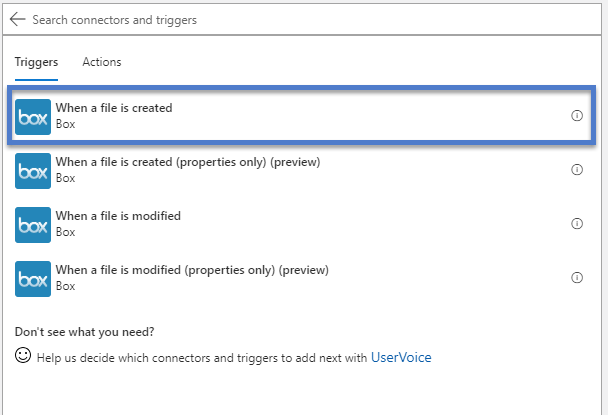 Search connectors and triggers
Triggers Actions
box When a file is created
Box
box When a file is created (properties only) (preview)
Box
box When a file is modified
Box
box When a file is modified (properties only) (preview)
Box
Don't see what you need?
Help us decide which connectors and triggers to add next with UserVoice